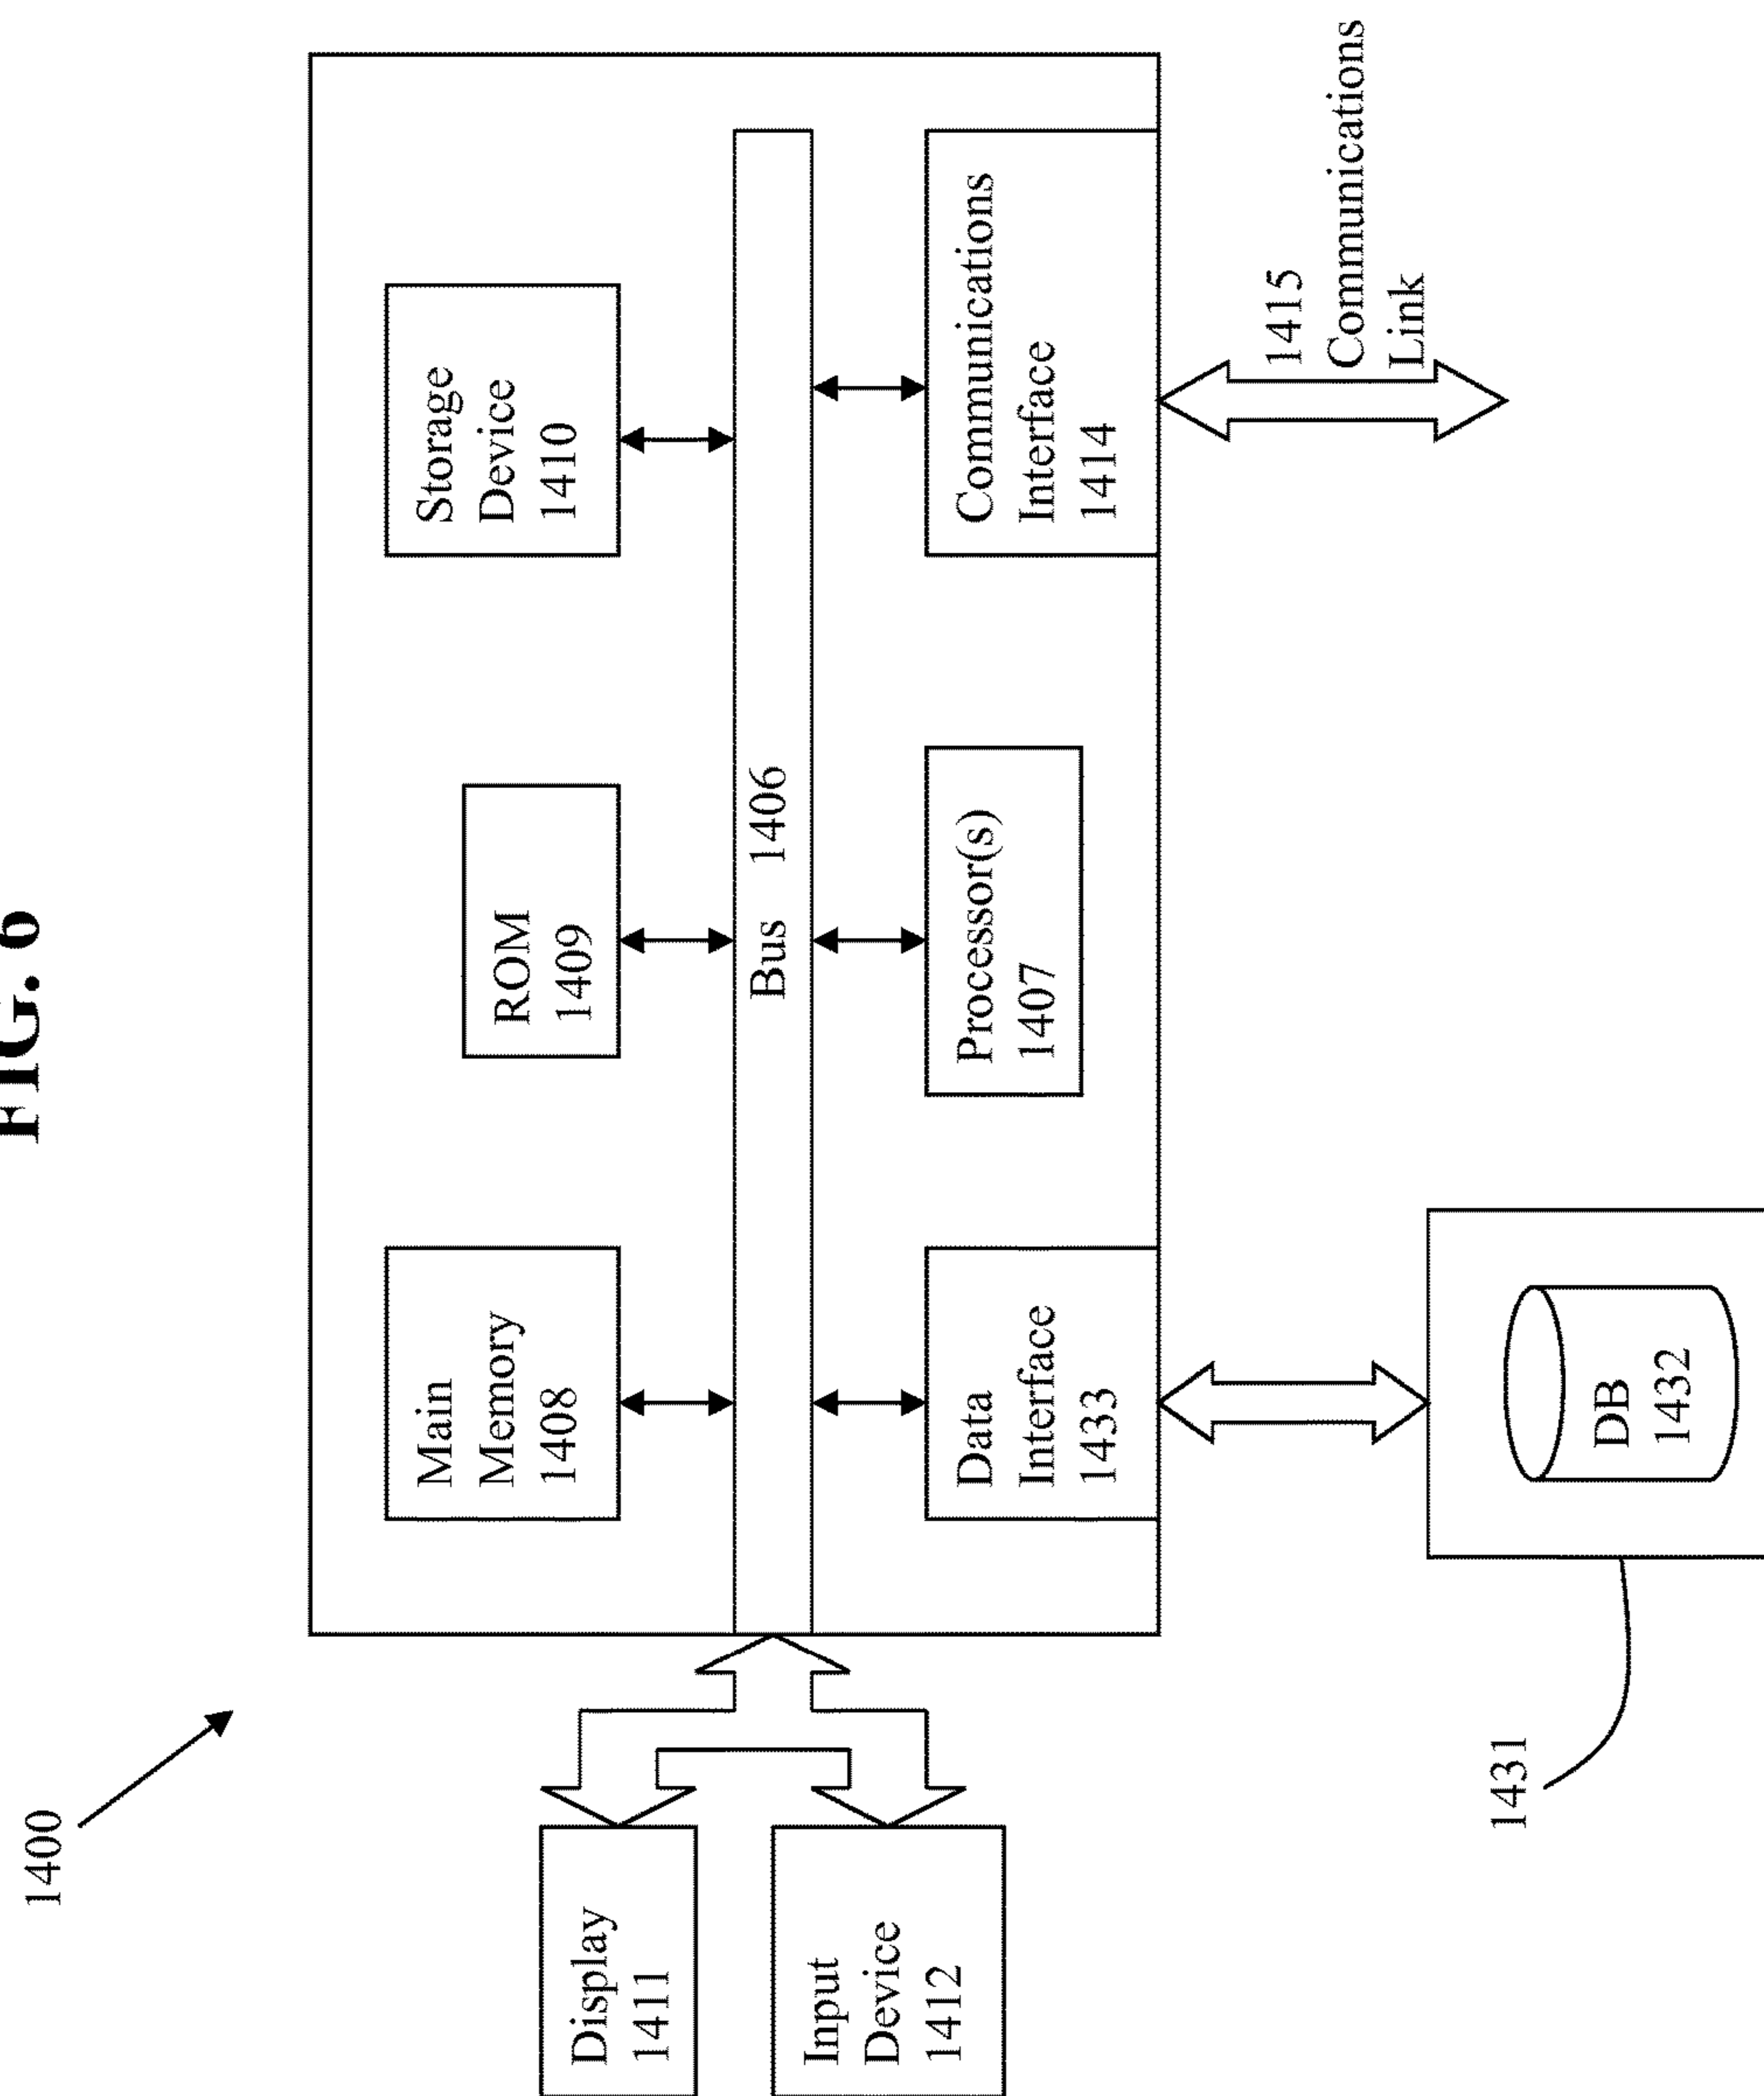 FIG. 6
1400
Main
Memory
1408
ROM
1409
Storage
Device
1410
Display
1411
Bus 1406
Input
Device
1412
Data
Interface
1433
Processor(s)
1407
Communications
Interface
1414
1415
Communications
Link
1431
DB
1432